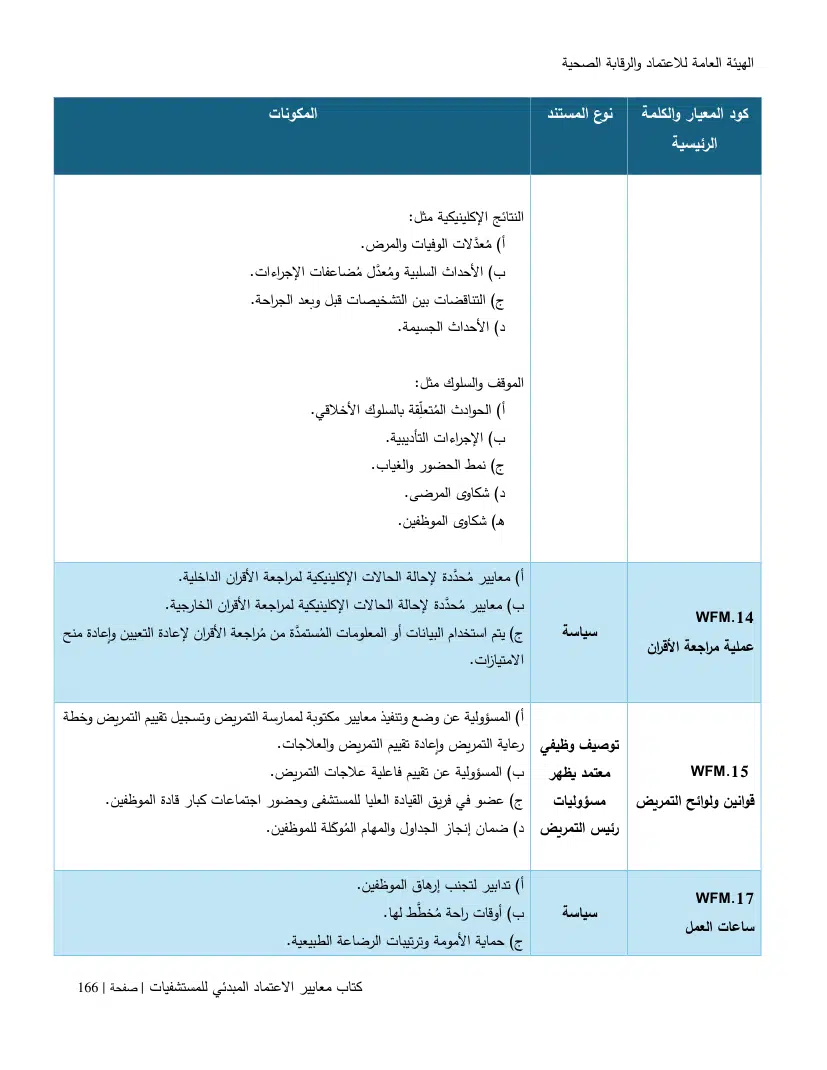 الهيئة العامة للاعتماد والرقابة الصحية
كود المعيار والكلمة الرئيسية
نوع المستند
المكونات
النتائج الإكلينيكية مثل:
أ) مُعدَّلات الوفيات والمرض.
ب) الأحداث السلبية ومُعدَّل مُضاعفات الإجراءات.
ج) التناقضات بين التشخيصات قبل وبعد الجراحة.
د) الأحداث الجسيمة.
الموقف والسلوك مثل:
أ) الحوادث المُتعلِّقة بالسلوك الأخلاقي.
ب) الإجراءات التأديبية.
ج) نمط الحضور والغياب.
د) شكاوى المرضى.
ه) شكاوى الموظفين.
WFM.14
عملية مراجعة الأقران
سياسة
أ) معايير مُحدَّدة لإحالة الحالات الإكلينيكية لمراجعة الأقران الداخلية.
ب) معايير مُحدَّدة لإحالة الحالات الإكلينيكية لمراجعة الأقران الخارجية.
ج) يتم استخدام البيانات أو المعلومات المُستمدَّة من مُراجعة الأقران لإعادة التعيين وإعادة منح
الامتيازات.
WFM.15
قوانين ولوائح التمريض
توصيف وظيفي
معتمد يظهر
مسؤوليات
رئيس التمريض
أ) المسؤولية عن وضع وتنفيذ معايير مكتوبة لممارسة التمريض وتسجيل تقييم التمريض وخطة
رعاية التمريض وإعادة تقييم التمريض والعلاجات.
ب) المسؤولية عن تقييم فاعلية علاجات التمريض.
ج) عضو في فريق القيادة العليا للمستشفى وحضور اجتماعات كبار قادة الموظفين.
د) ضمان إنجاز الجداول والمهام المُوكَلة للموظفين.
WFM.17
ساعات العمل
سياسة
أ) تدابير لتجنب إرهاق الموظفين.
ب) أوقات راحة مُخطَّط لها.
ج) حماية الأمومة وترتيبات الرضاعة الطبيعية.
كتاب معايير الاعتماد المبدئي للمستشفيات | صفحة | 166